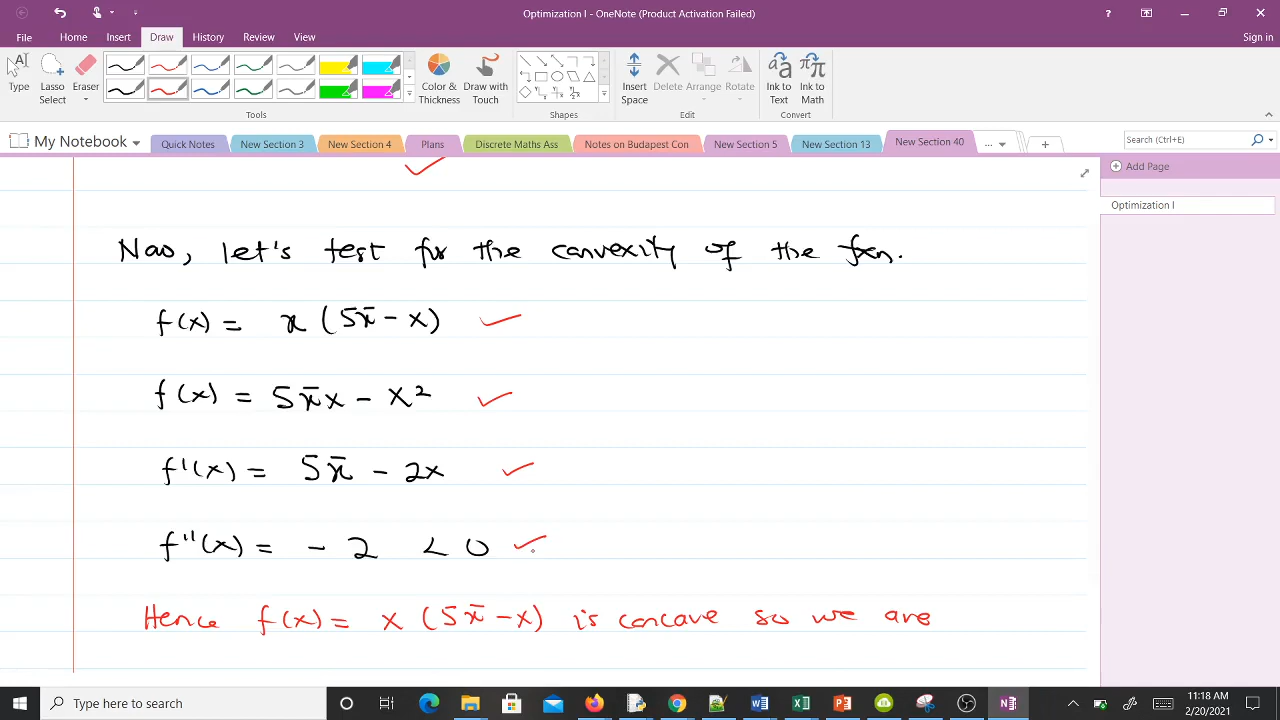 Optimization I - OneNote (Product Activation Failed)
File Home Insert Draw History Review View Sign in
Type Lasso Select Eraser Color & Thickness Draw with Touch Insert Space Delete Arrange Rotate Ink to Text Ink to Math
Tools Shapes Edit Convert
My Notebook Quick Notes New Section 3 New Section 4 Plans Discrete Maths Ass Notes on Budapest Con New Section 5 New Section 13 New Section 40 ... Search (Ctrl+E)
Add Page
Optimization I
Now, let's test for the convexity of the fxn.
f(x) = x (5x̄ - x)
f(x) = 5x̄x - x²
f'(x) = 5x̄ - 2x
f''(x) = - 2 < 0
Hence f(x) = x (5x̄ - x) is concave so we are
Type here to search
11:18 AM
2/20/2021